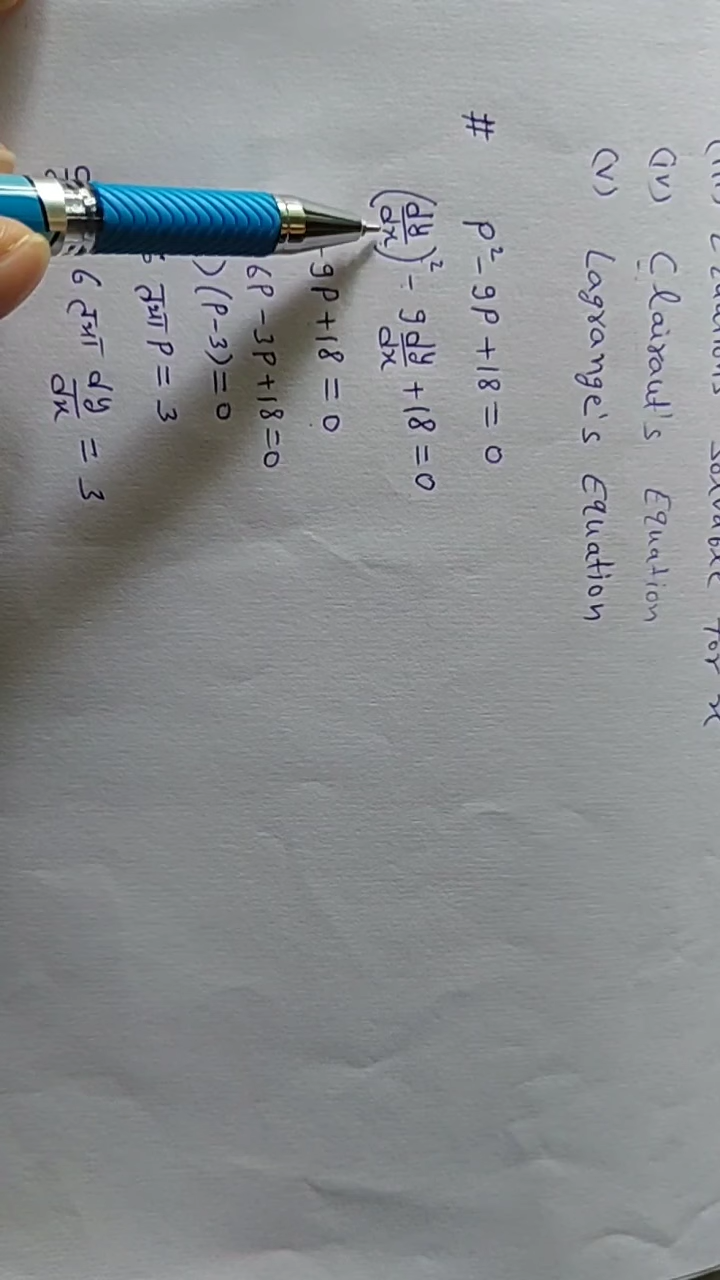 (iv) Clairaut's Equation
(v) Lagrange's Equation
# p² - 9p + 18 = 0
(dy/dx)² - 9 dy/dx + 18 = 0
- 9P + 18 = 0
6P - 3P + 18 = 0
) (P - 3) = 0
तथा P = 3
6 तथा dy/dx = 3